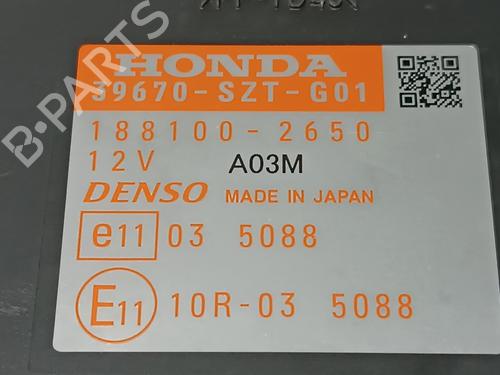 HONDA
39670-SZT-G01
188100-2650
12V A03M
DENSO MADE IN JAPAN
e11 03 5088
E11 10R-03 5088
B-PARTS